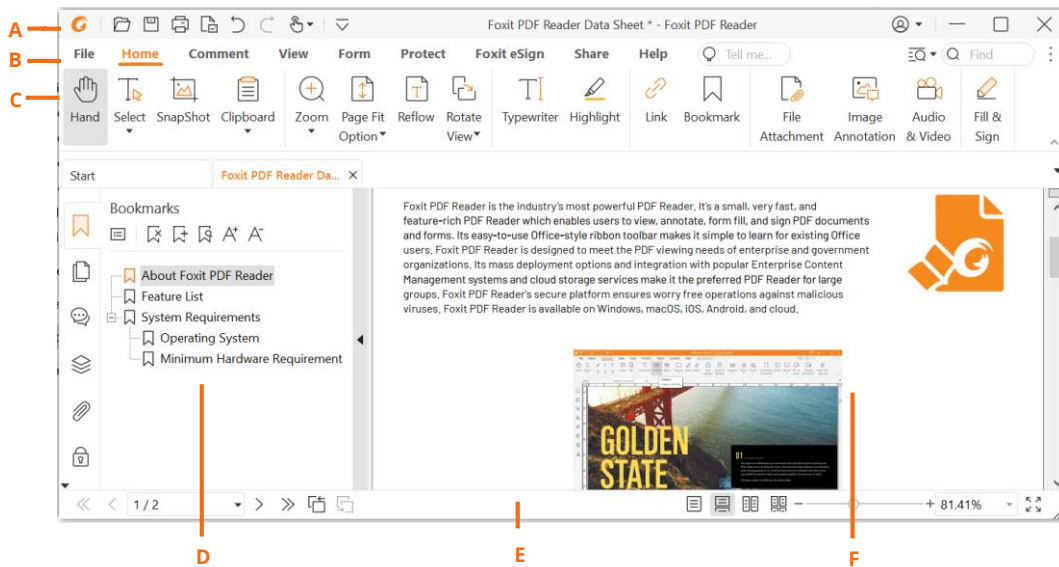 A
Foxit PDF Reader Data Sheet * - Foxit PDF Reader
B
File Home Comment View Form Protect Foxit eSign Share Help Tell me... Find
C
Hand Select SnapShot Clipboard Zoom Page Fit Option Reflow Rotate View Typewriter Highlight Link Bookmark File Attachment Image Annotation Audio & Video Fill & Sign
Start Foxit PDF Reader Da...
Bookmarks
About Foxit PDF Reader
Feature List
System Requirements
Operating System
Minimum Hardware Requirement
Foxit PDF Reader is the industry's most powerful PDF Reader. It's a small, very fast, and
feature-rich PDF Reader which enables users to view, annotate, form fill, and sign PDF documents
and forms. Its easy-to-use Office-style ribbon toolbar makes it simple to learn for existing Office
users. Foxit PDF Reader is designed to meet the PDF viewing needs of enterprise and government
organizations. Its mass deployment options and integration with popular Enterprise Content
Management systems and cloud storage services make it the preferred PDF Reader for large
groups. Foxit PDF Reader's secure platform ensures worry free operations against malicious
viruses. Foxit PDF Reader is available on Windows, macOS, iOS, Android, and cloud.
GOLDEN
STATE
01
1 / 2
81.41%
D
E
F